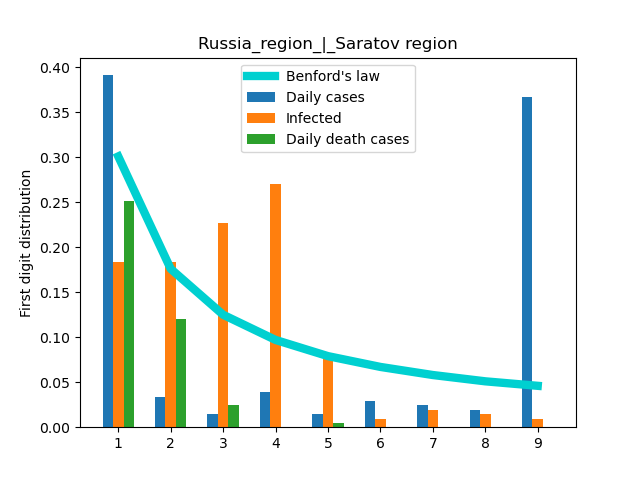 Russia_region_|_Saratov region
Benford's law
Daily cases
Infected
Daily death cases
First digit distribution
0.40
0.35
0.30
0.25
0.20
0.15
0.10
0.05
0.00
1 2 3 4 5 6 7 8 9